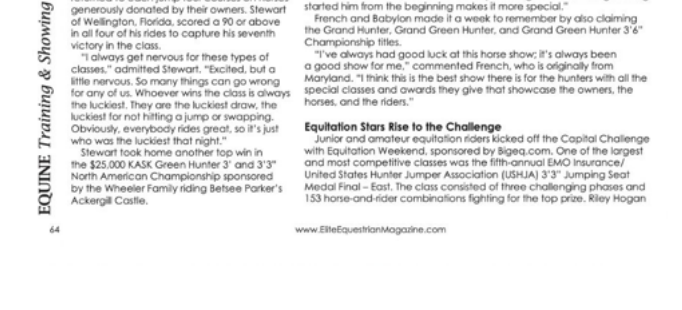 EQUINE Training & Showing
generously donated by their owners. Stewart
of Wellington, Florida, scored a 90 or above
in all four of his rides to capture his seventh
victory in the class.
"I always get nervous for these types of
classes," admitted Stewart. "Excited, but a
little nervous. So many things can go wrong
for any of us. Whoever wins the class is always
the luckiest. They are the luckiest draw, the
luckiest for not hitting a jump or swapping.
Obviously, everybody rides great, so it's just
who was the luckiest that night."
Stewart took home another top win in
the $25,000 KASK Green Hunter 3' and 3'3"
North American Championship sponsored
by the Wheeler Family riding Betsee Parker's
Ackergill Castle.
started him from the beginning makes it more special."
French and Babylon made it a week to remember by also claiming
the Grand Hunter, Grand Green Hunter, and Grand Green Hunter 3'6"
Championship titles.
"I've always had good luck at this horse show; it's always been
a good show for me," commented French, who is originally from
Maryland. "I think this is the best show there is for the hunters with all the
special classes and awards they give that showcase the owners, the
horses, and the riders."
Equitation Stars Rise to the Challenge
Junior and amateur equitation riders kicked off the Capital Challenge
with Equitation Weekend, sponsored by Bigeq.com. One of the largest
and most competitive classes was the fifth-annual EMO Insurance/
United States Hunter Jumper Association (USHJA) 3'3" Jumping Seat
Medal Final – East. The class consisted of three challenging phases and
153 horse-and-rider combinations fighting for the top prize. Riley Hogan
64
www.EliteEquestrianMagazine.com